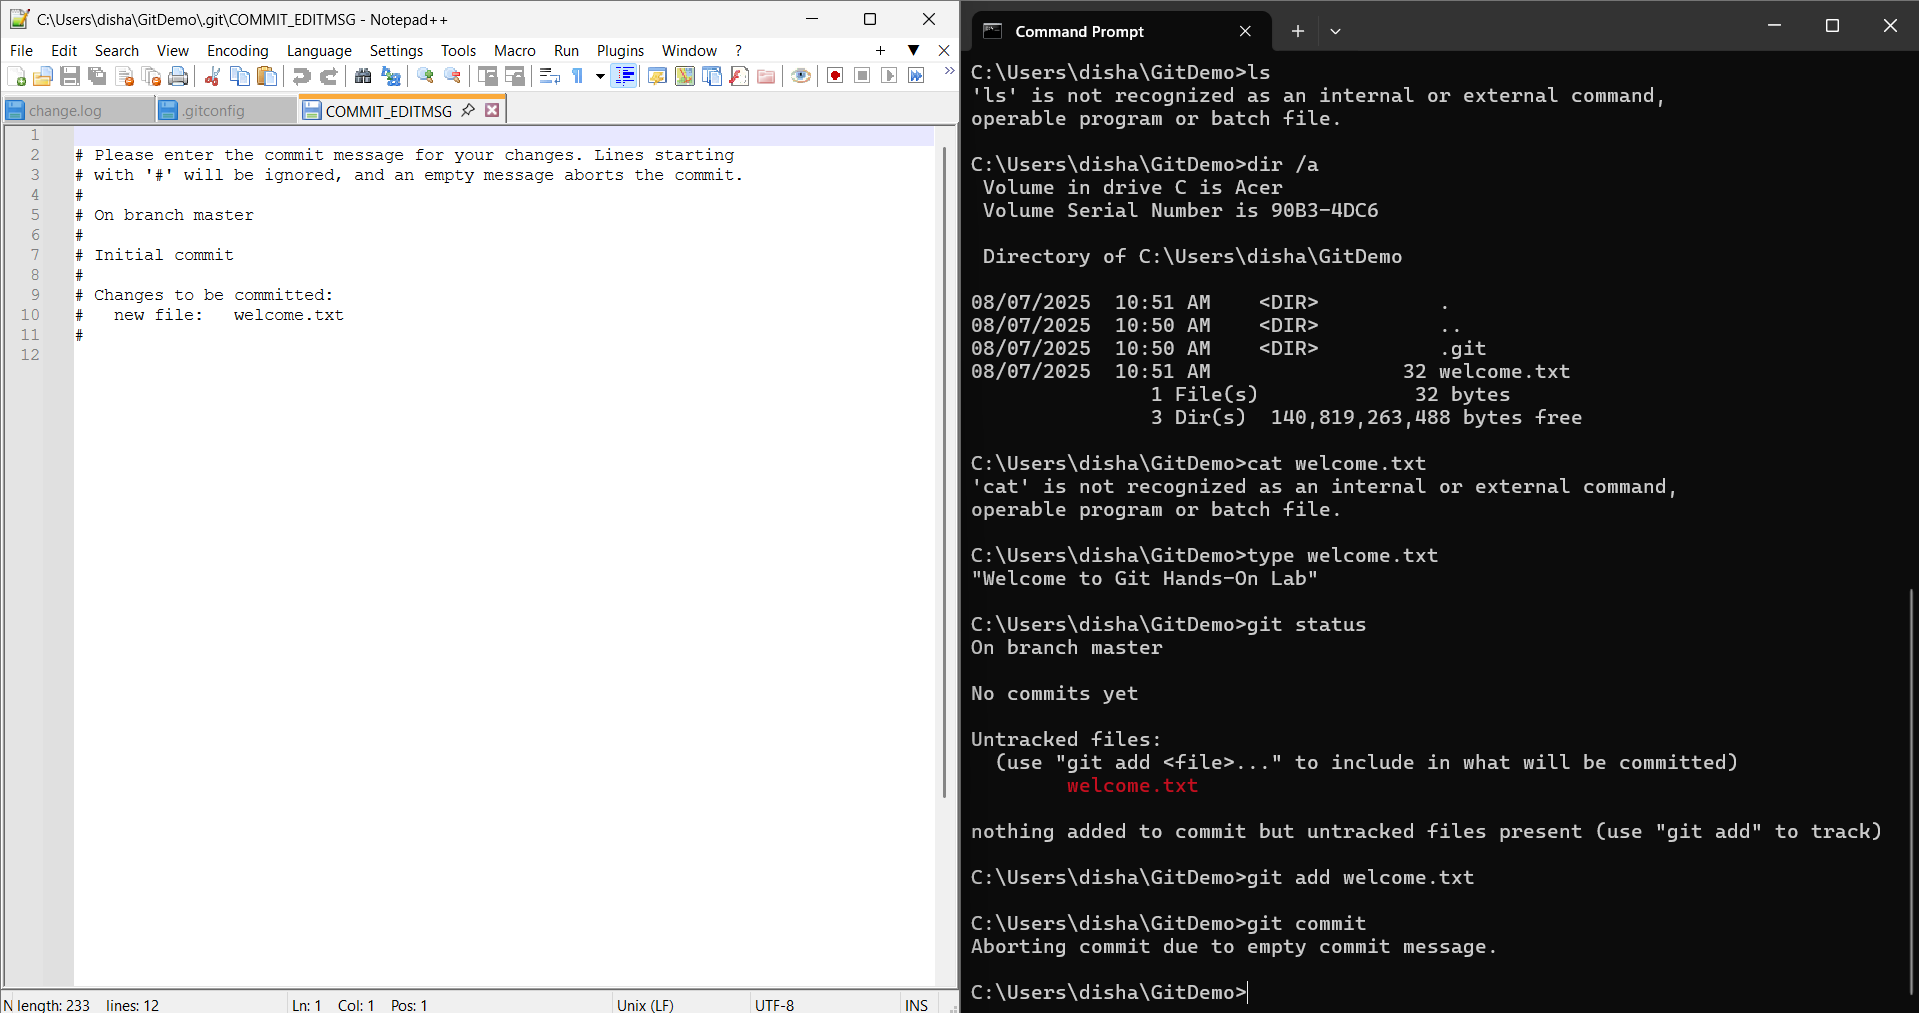 C:\Users\disha\GitDemo\.git\COMMIT_EDITMSG - Notepad++
File Edit Search View Encoding Language Settings Tools Macro Run Plugins Window ?
change.log .gitconfig COMMIT_EDITMSG
1
2 # Please enter the commit message for your changes. Lines starting
3 # with '#' will be ignored, and an empty message aborts the commit.
4 #
5 # On branch master
6 #
7 # Initial commit
8 #
9 # Changes to be committed:
10 #   new file:   welcome.txt
11 #
12
N length: 233 lines: 12 Ln: 1 Col: 1 Pos: 1 Unix (LF) UTF-8 INS
Command Prompt
C:\Users\disha\GitDemo>ls
'ls' is not recognized as an internal or external command,
operable program or batch file.
C:\Users\disha\GitDemo>dir /a
Volume in drive C is Acer
Volume Serial Number is 90B3-4DC6
Directory of C:\Users\disha\GitDemo
08/07/2025  10:51 AM    <DIR>          .
08/07/2025  10:50 AM    <DIR>          ..
08/07/2025  10:50 AM    <DIR>          .git
08/07/2025  10:51 AM                32 welcome.txt
1 File(s)             32 bytes
3 Dir(s)  140,819,263,488 bytes free
C:\Users\disha\GitDemo>cat welcome.txt
'cat' is not recognized as an internal or external command,
operable program or batch file.
C:\Users\disha\GitDemo>type welcome.txt
"Welcome to Git Hands-On Lab"
C:\Users\disha\GitDemo>git status
On branch master
No commits yet
Untracked files:
(use "git add <file>..." to include in what will be committed)
welcome.txt
nothing added to commit but untracked files present (use "git add" to track)
C:\Users\disha\GitDemo>git add welcome.txt
C:\Users\disha\GitDemo>git commit
Aborting commit due to empty commit message.
C:\Users\disha\GitDemo>